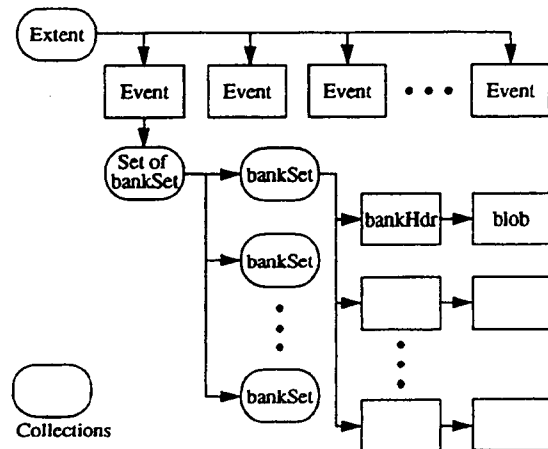 Extent
Event
Event
Event
Event
Set of
bankSet
bankSet
bankHdr
blob
bankSet
bankSet
Collections